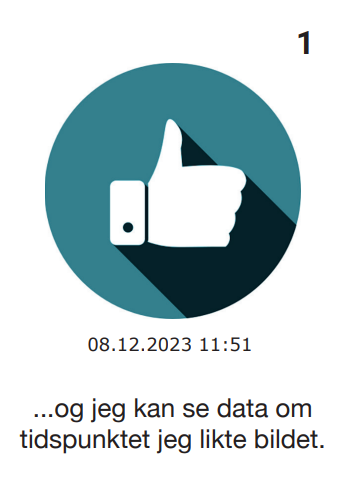 1
08.12.2023 11:51
...og jeg kan se data om
tidspunktet jeg likte bildet.